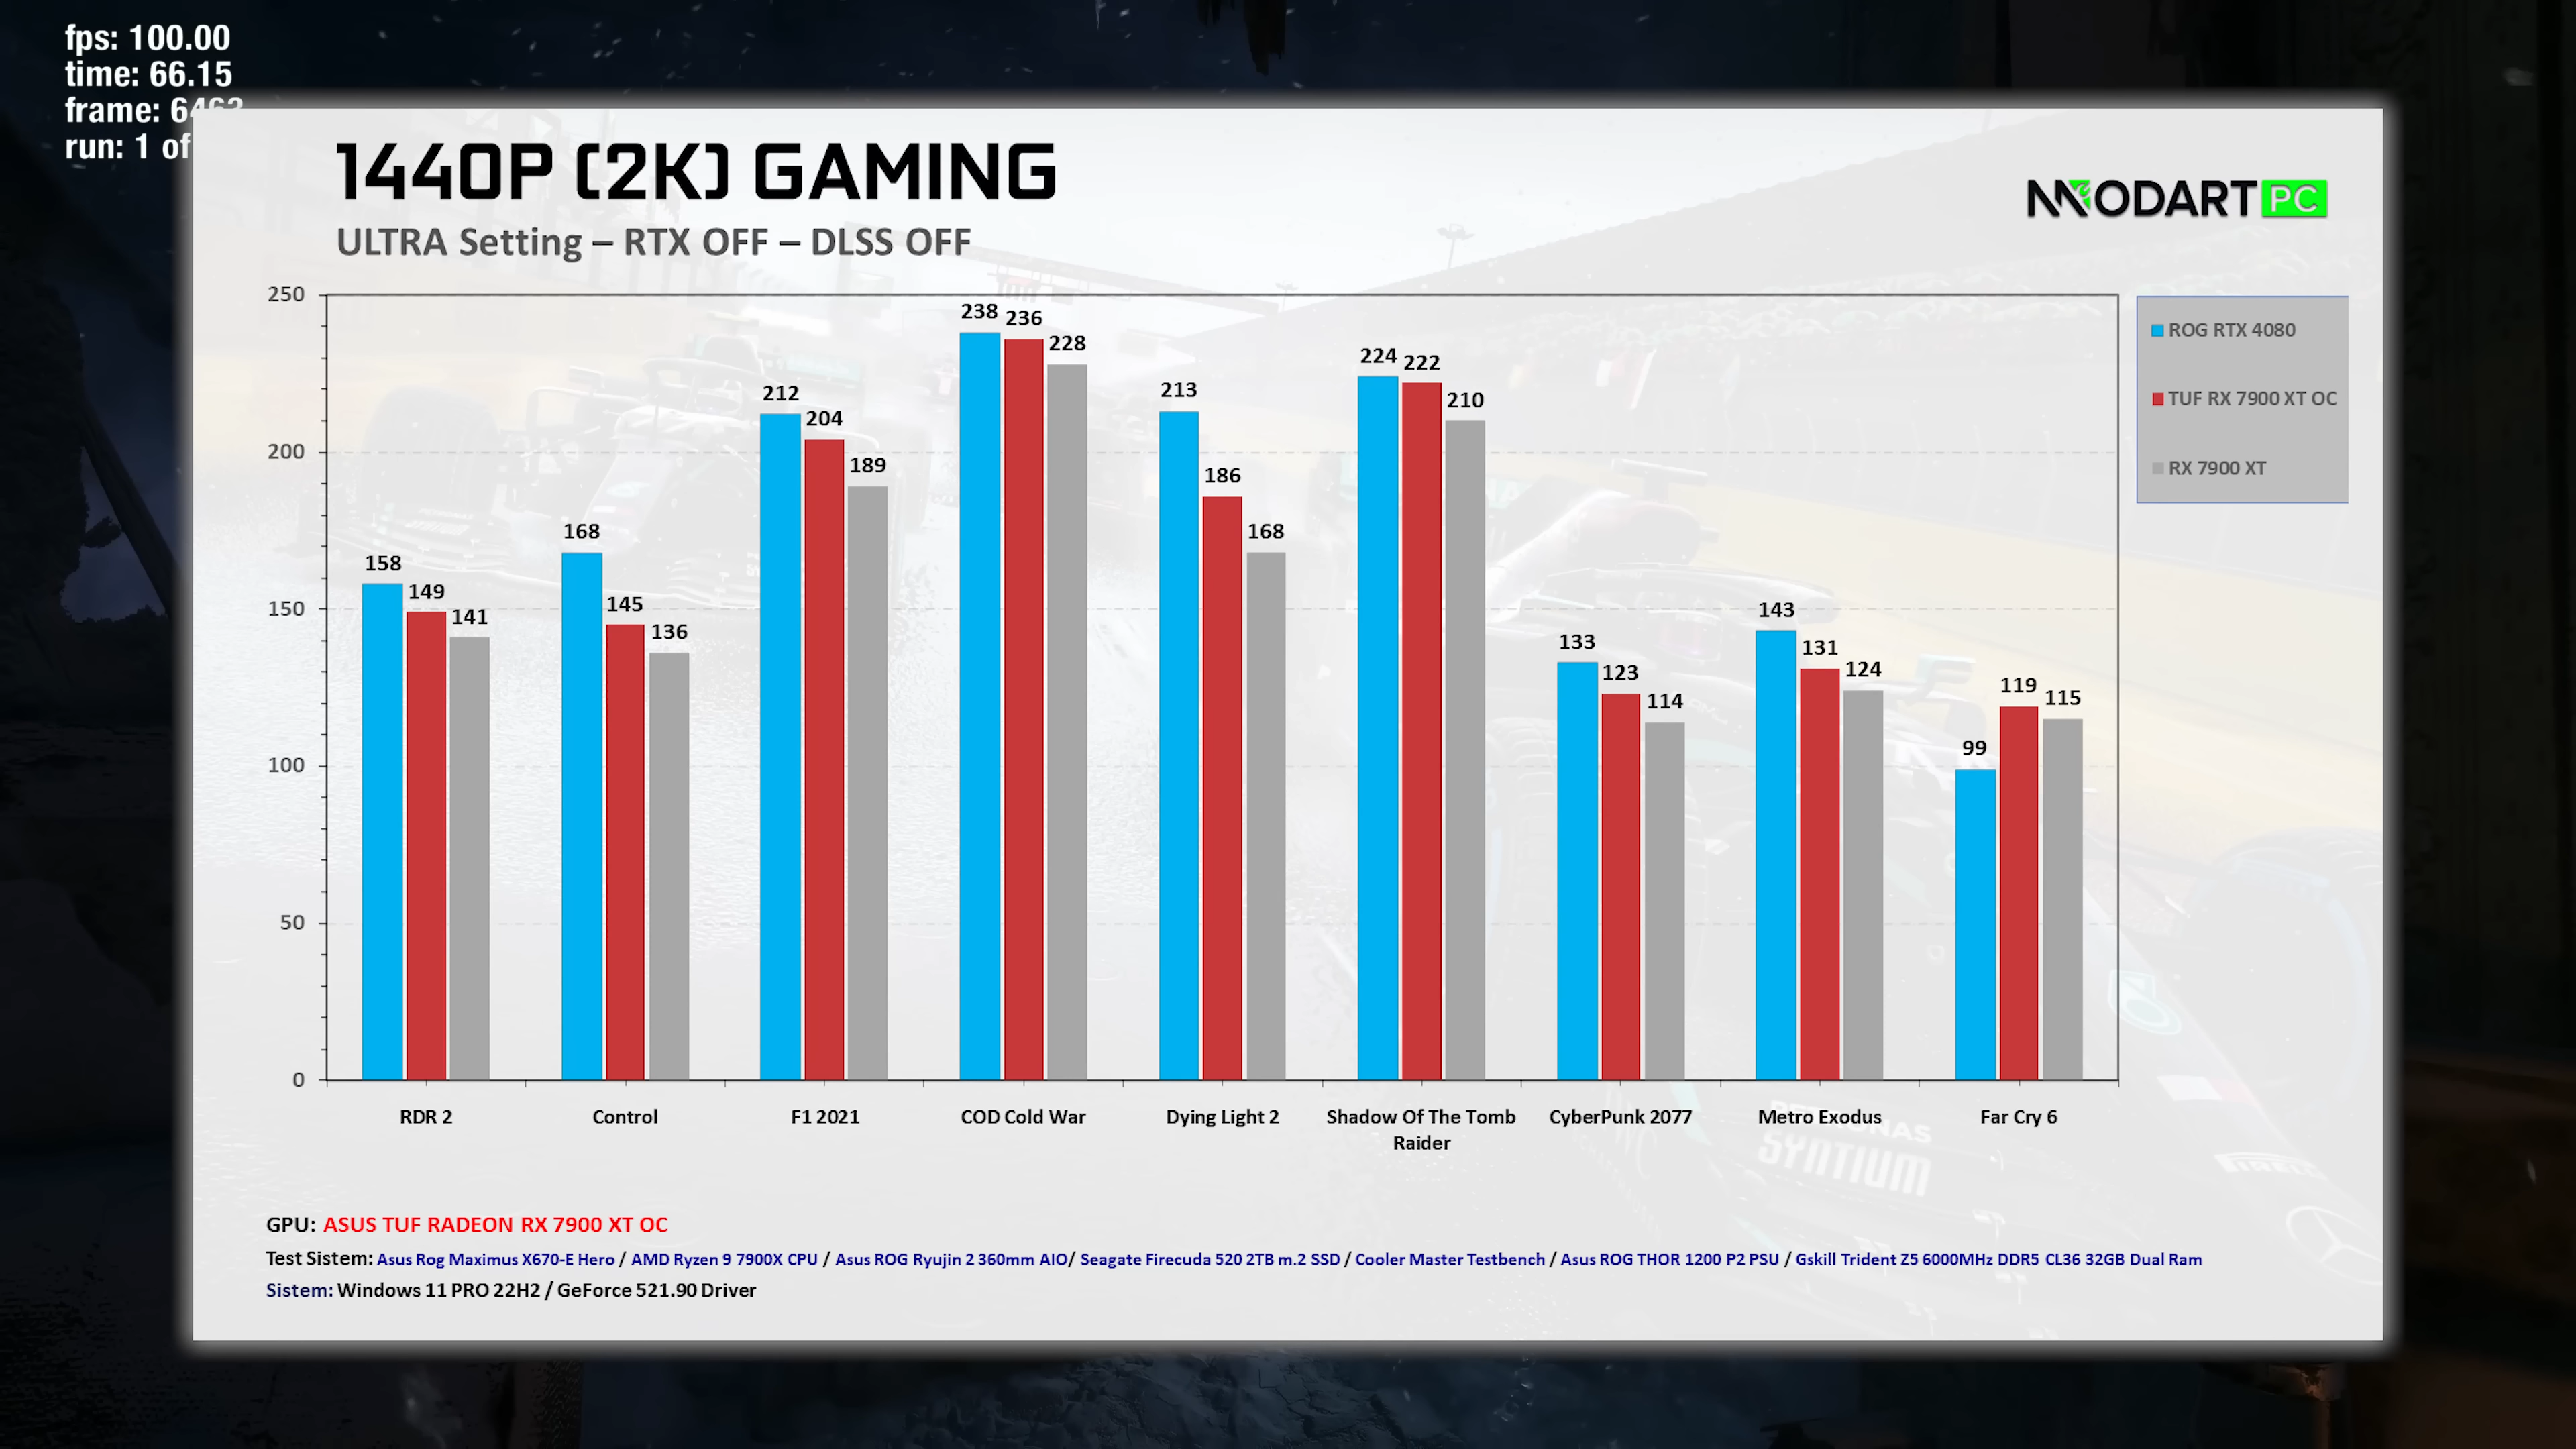 fps: 100.00
time: 66.15
frame: 6463
run: 1 of
1440P (2K) GAMING
MODART PC
ULTRA Setting – RTX OFF – DLSS OFF
250
200
150
100
50
0
238 236 228
224 222 210
212 204 189
213 186 168
168 145 136
158 149 141
143 131 124
133 123 114
99 119 115
ROG RTX 4080
TUF RX 7900 XT OC
RX 7900 XT
RDR 2
Control
F1 2021
COD Cold War
Dying Light 2
Shadow Of The Tomb
Raider
CyberPunk 2077
Metro Exodus
Far Cry 6
SYNTIUM
GPU: ASUS TUF RADEON RX 7900 XT OC
Test Sistem: Asus Rog Maximus X670-E Hero / AMD Ryzen 9 7900X CPU / Asus ROG Ryujin 2 360mm AIO/ Seagate Firecuda 520 2TB m.2 SSD / Cooler Master Testbench / Asus ROG THOR 1200 P2 PSU / Gskill Trident Z5 6000MHz DDR5 CL36 32GB Dual Ram
Sistem: Windows 11 PRO 22H2 / GeForce 521.90 Driver